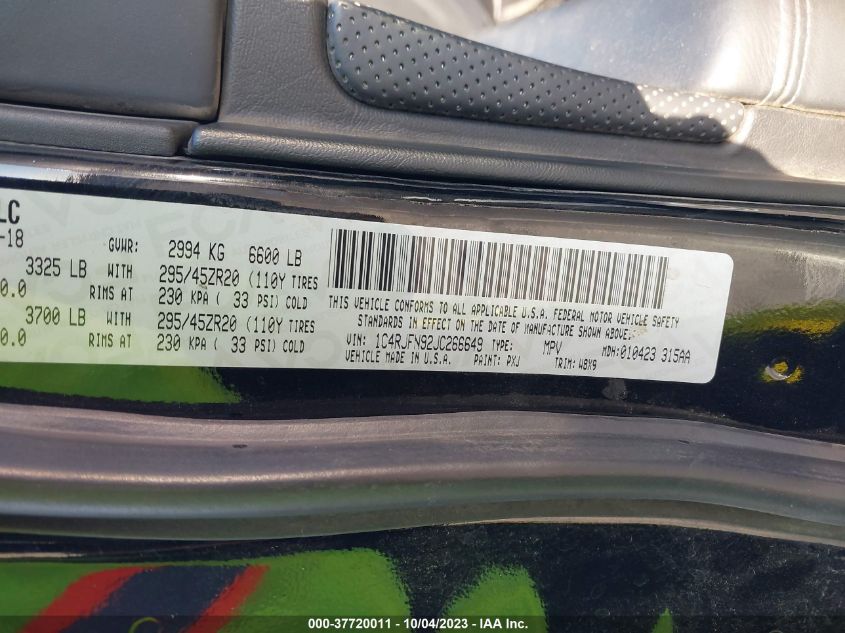 LC
-18
GVWR: 2994 KG 6600 LB
3325 LB WITH 295/45ZR20 (110Y TIRES
0.0 RIMS AT 230 KPA ( 33 PSI) COLD
3700 LB WITH 295/45ZR20 (110Y TIRES
0.0 RIMS AT 230 KPA ( 33 PSI) COLD
THIS VEHICLE CONFORMS TO ALL APPLICABLE U.S.A. FEDERAL MOTOR VEHICLE SAFETY
STANDARDS IN EFFECT ON THE DATE OF MANUFACTURE SHOWN ABOVE.
VIN: 1C4RJFN92JC266649 TYPE: MPV MDH:010423 315AA
VEHICLE MADE IN U.S.A. PAINT: PXJ TRIM: W8X9
000-37720011 - 10/04/2023 - IAA Inc.